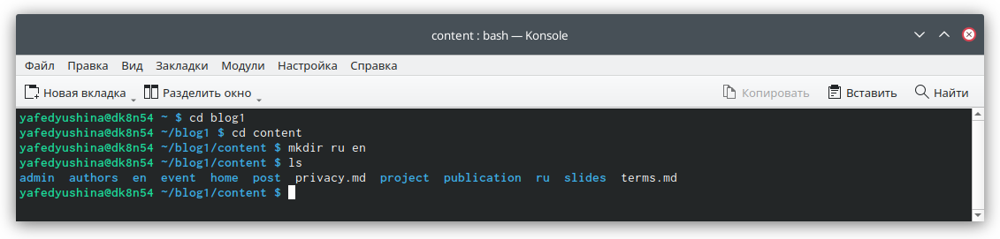 content : bash — Konsole
Файл Правка Вид Закладки Модули Настройка Справка
Новая вкладка Разделить окно Копировать Вставить Найти
yafedyushina@dk8n54 ~ $ cd blog1
yafedyushina@dk8n54 ~/blog1 $ cd content
yafedyushina@dk8n54 ~/blog1/content $ mkdir ru en
yafedyushina@dk8n54 ~/blog1/content $ ls
admin authors en event home post privacy.md project publication ru slides terms.md
yafedyushina@dk8n54 ~/blog1/content $